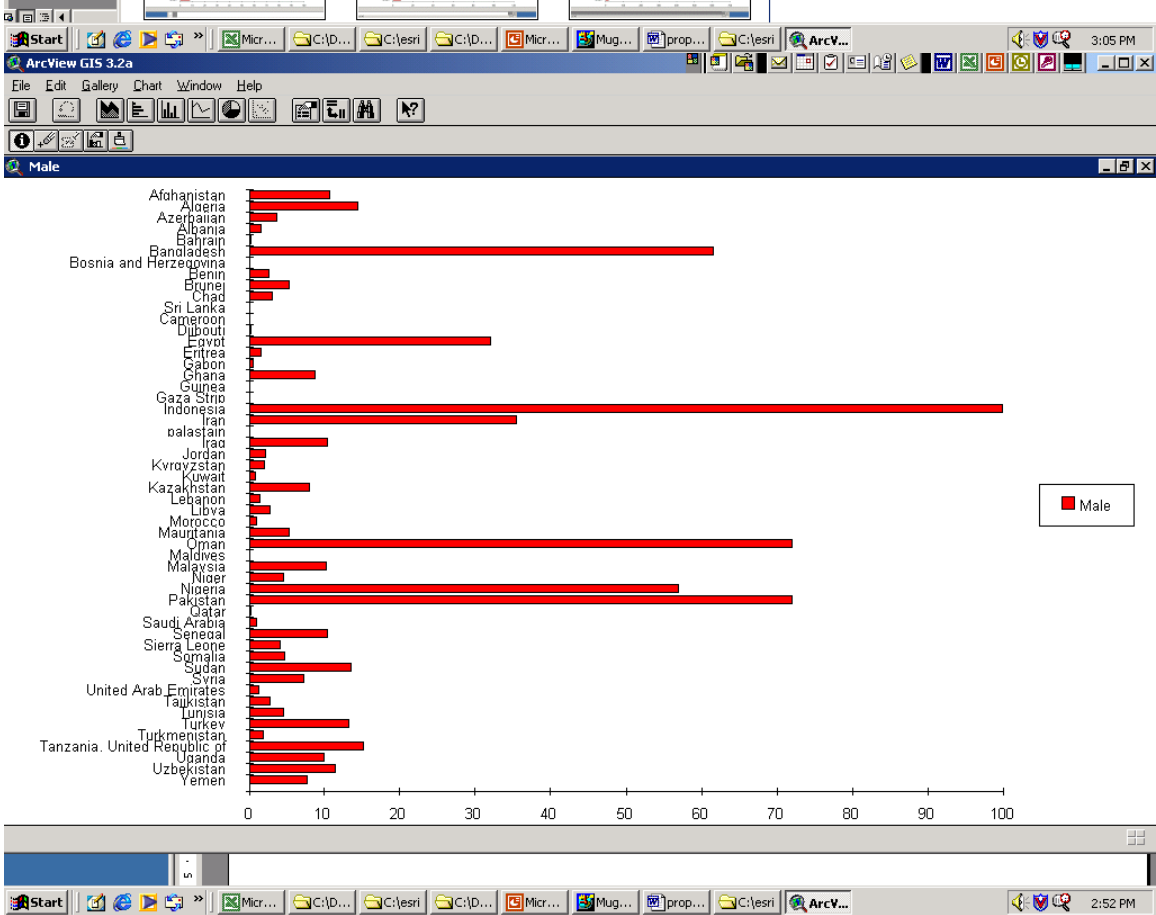 Start
Micr...
C:\D...
C:\esri
C:\D...
Micr...
Mug...
prop...
C:\esri
ArcV...
3:05 PM
ArcView GIS 3.2a
File Edit Gallery Chart Window Help
Male
Afghanistan
Algeria
Azerbaijan
Albania
Bahrain
Bangladesh
Bosnia and Herzegovina
Benin
Brunei
Chad
Sri Lanka
Cameroon
Djibouti
Egypt
Eritrea
Gabon
Ghana
Guinea
Gaza Strip
Indonesia
Iran
palastain
Iraq
Jordan
Kyrgyzstan
Kuwait
Kazakhstan
Lebanon
Libya
Morocco
Mauritania
Oman
Maldives
Malaysia
Niger
Nigeria
Pakistan
Qatar
Saudi Arabia
Senegal
Sierra Leone
Somalia
Sudan
Syria
United Arab Emirates
Tajikistan
Tunisia
Turkey
Turkmenistan
Tanzania, United Republic of
Uganda
Uzbekistan
Yemen
Male
0 10 20 30 40 50 60 70 80 90 100
5
Start
Micr...
C:\D...
C:\esri
C:\D...
Micr...
Mug...
prop...
C:\esri
ArcV...
2:52 PM